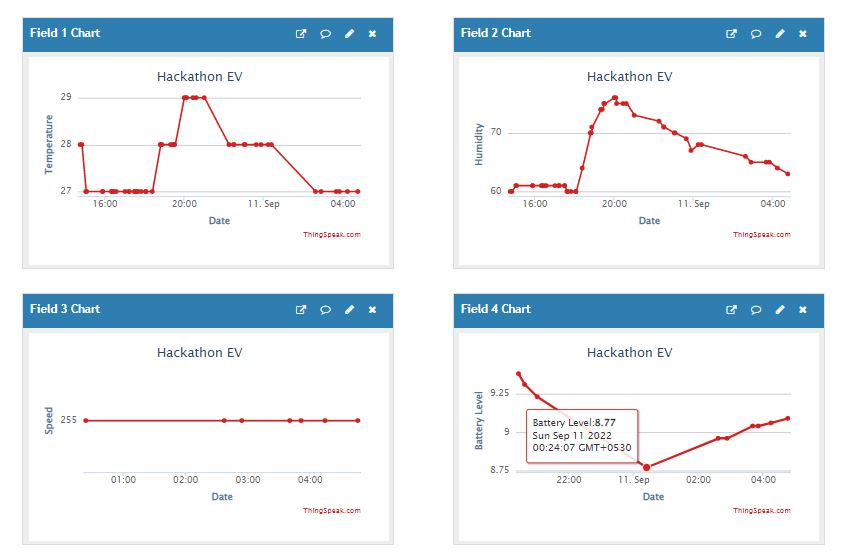 Field 1 Chart
Hackathon EV
29
28
27
Temperature
16:00
20:00
11. Sep
04:00
Date
ThingSpeak.com
Field 2 Chart
Hackathon EV
70
60
Humidity
16:00
20:00
11. Sep
04:00
Date
ThingSpeak.com
Field 3 Chart
Hackathon EV
255
Speed
01:00
02:00
03:00
04:00
Date
ThingSpeak.com
Field 4 Chart
Hackathon EV
9.25
9
8.75
Battery Level
Battery Level:8.77
Sun Sep 11 2022
00:24:07 GMT+0530
22:00
11. Sep
02:00
04:00
Date
ThingSpeak.com